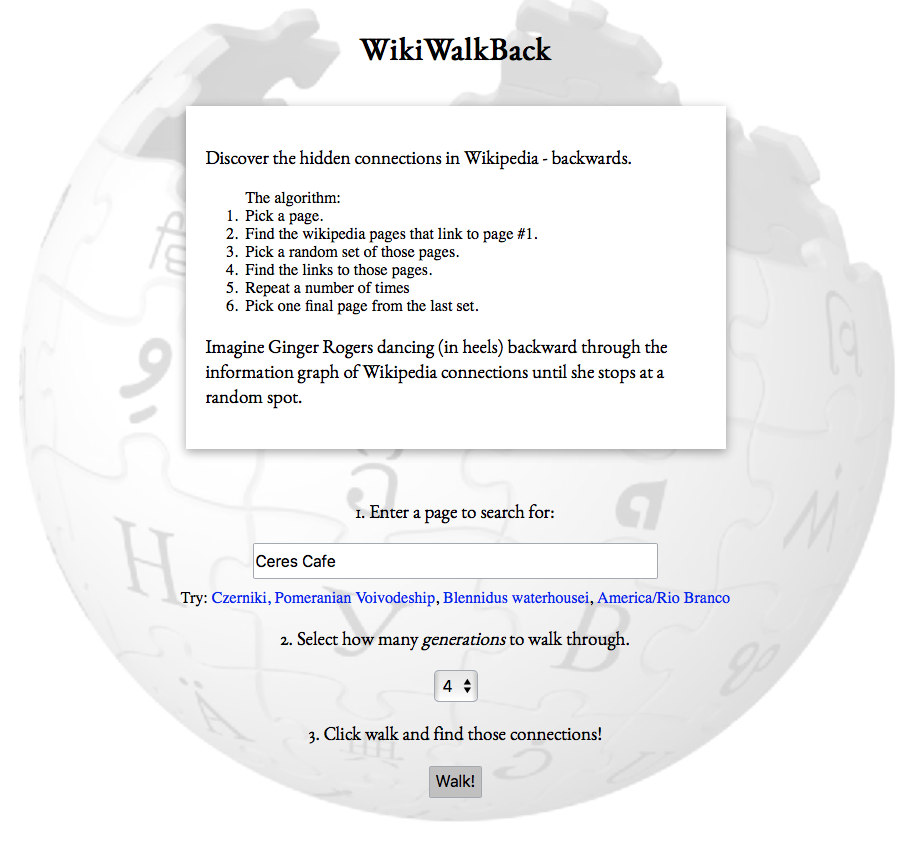 WikiWalkBack
Discover the hidden connections in Wikipedia - backwards.
The algorithm:
1. Pick a page.
2. Find the wikipedia pages that link to page #1.
3. Pick a random set of those pages.
4. Find the links to those pages.
5. Repeat a number of times
6. Pick one final page from the last set.
Imagine Ginger Rogers dancing (in heels) backward through the
information graph of Wikipedia connections until she stops at a
random spot.
1. Enter a page to search for:
Ceres Cafe
Try: Czerniki, Pomeranian Voivodeship, Blennidus waterhousei, America/Rio Branco
2. Select how many generations to walk through.
4
3. Click walk and find those connections!
Walk!